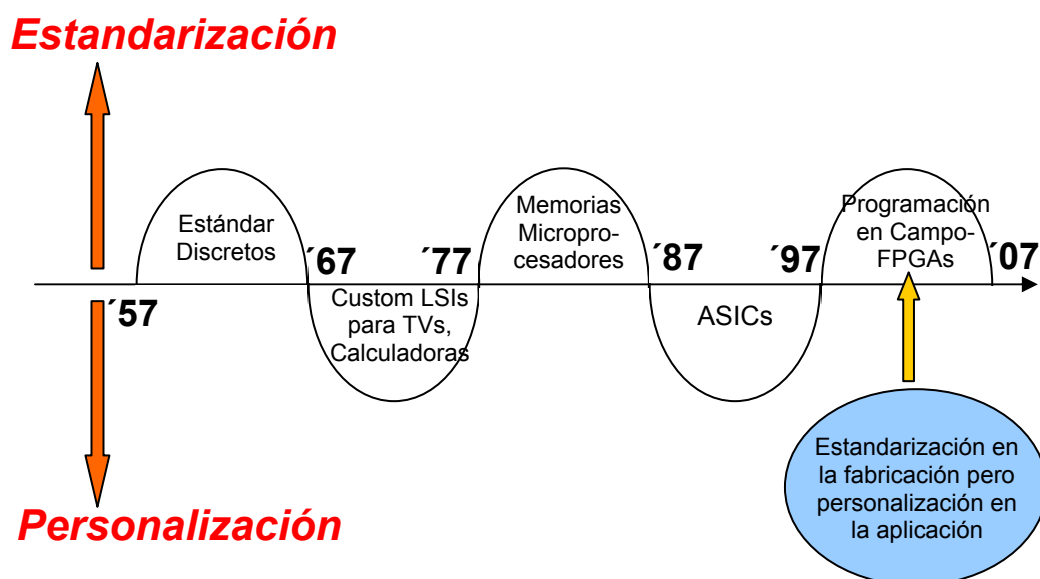 Estandarización
Estándar
Discretos
Memorias
Micropro-
cesadores
Programación
en Campo-
FPGAs
´57
´67
´77
´87
´97
´07
Custom LSIs
para TVs,
Calculadoras
ASICs
Estandarización en
la fabricación pero
personalización en
la aplicación
Personalización